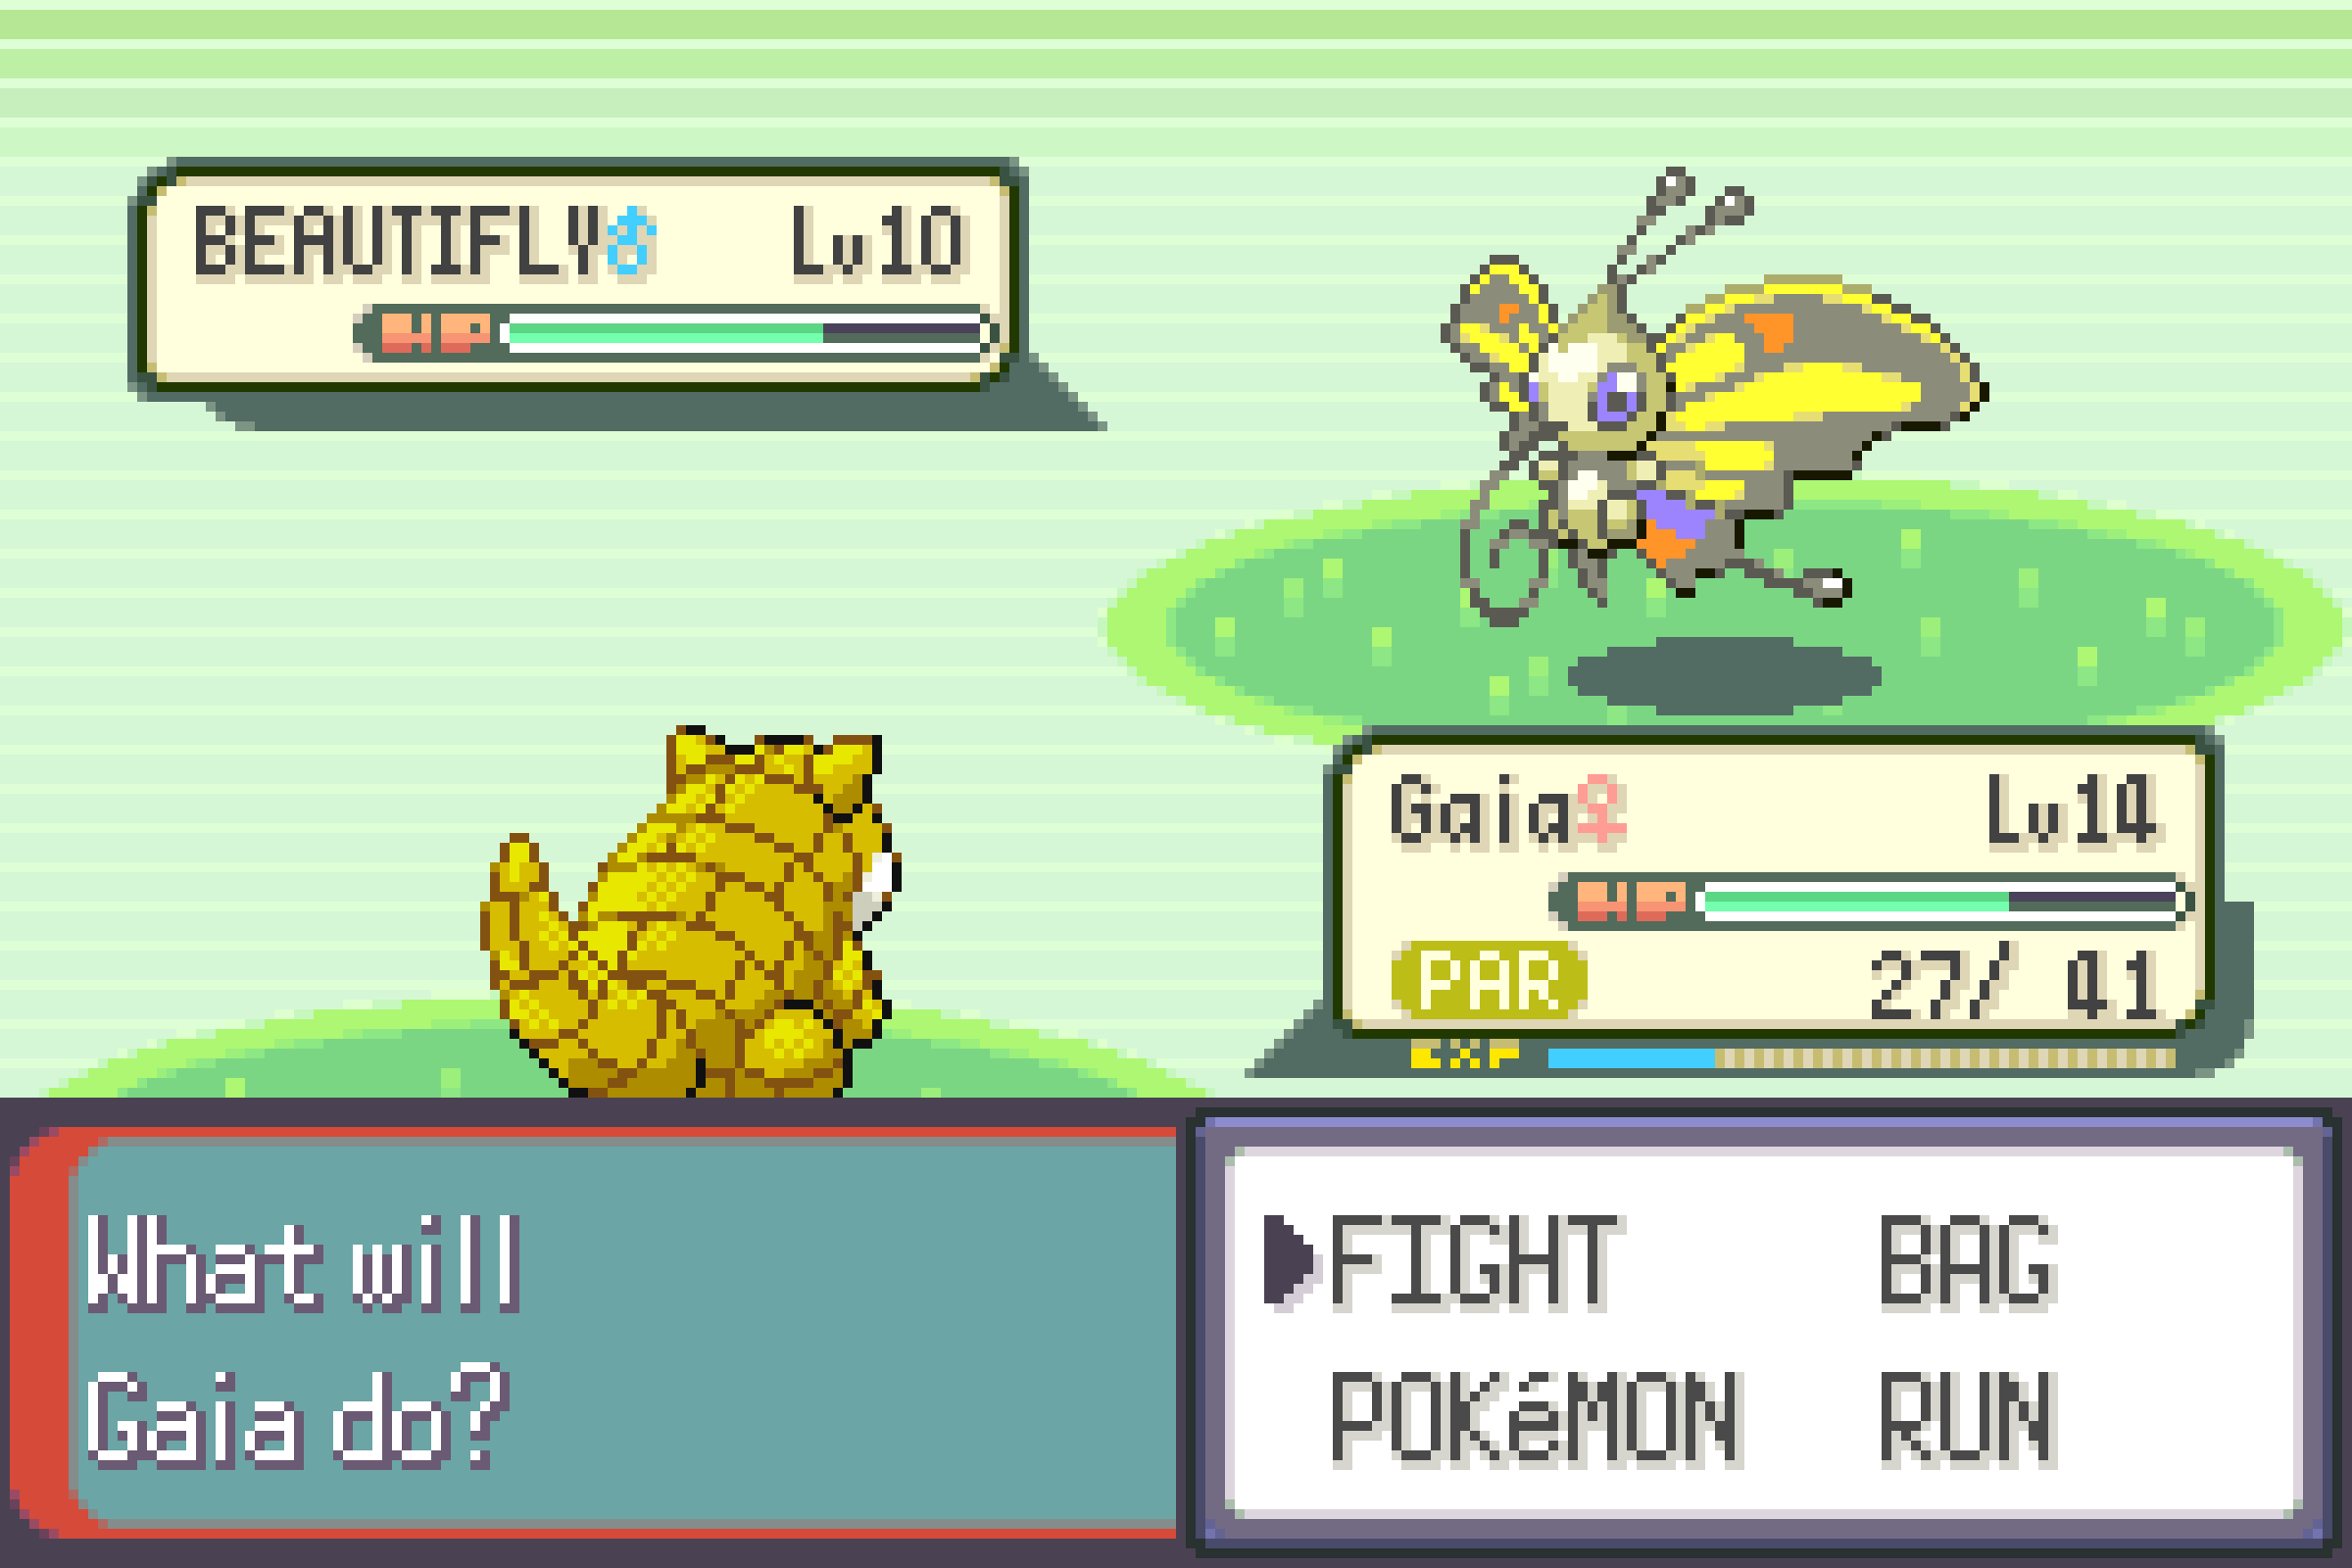 BEAUTIFLY♂ Lv10
HP
Gaia♀ Lv14
HP
PAR 27/ 41
EXP
What will
Gaia do?
FIGHT BAG
POKéMON RUN